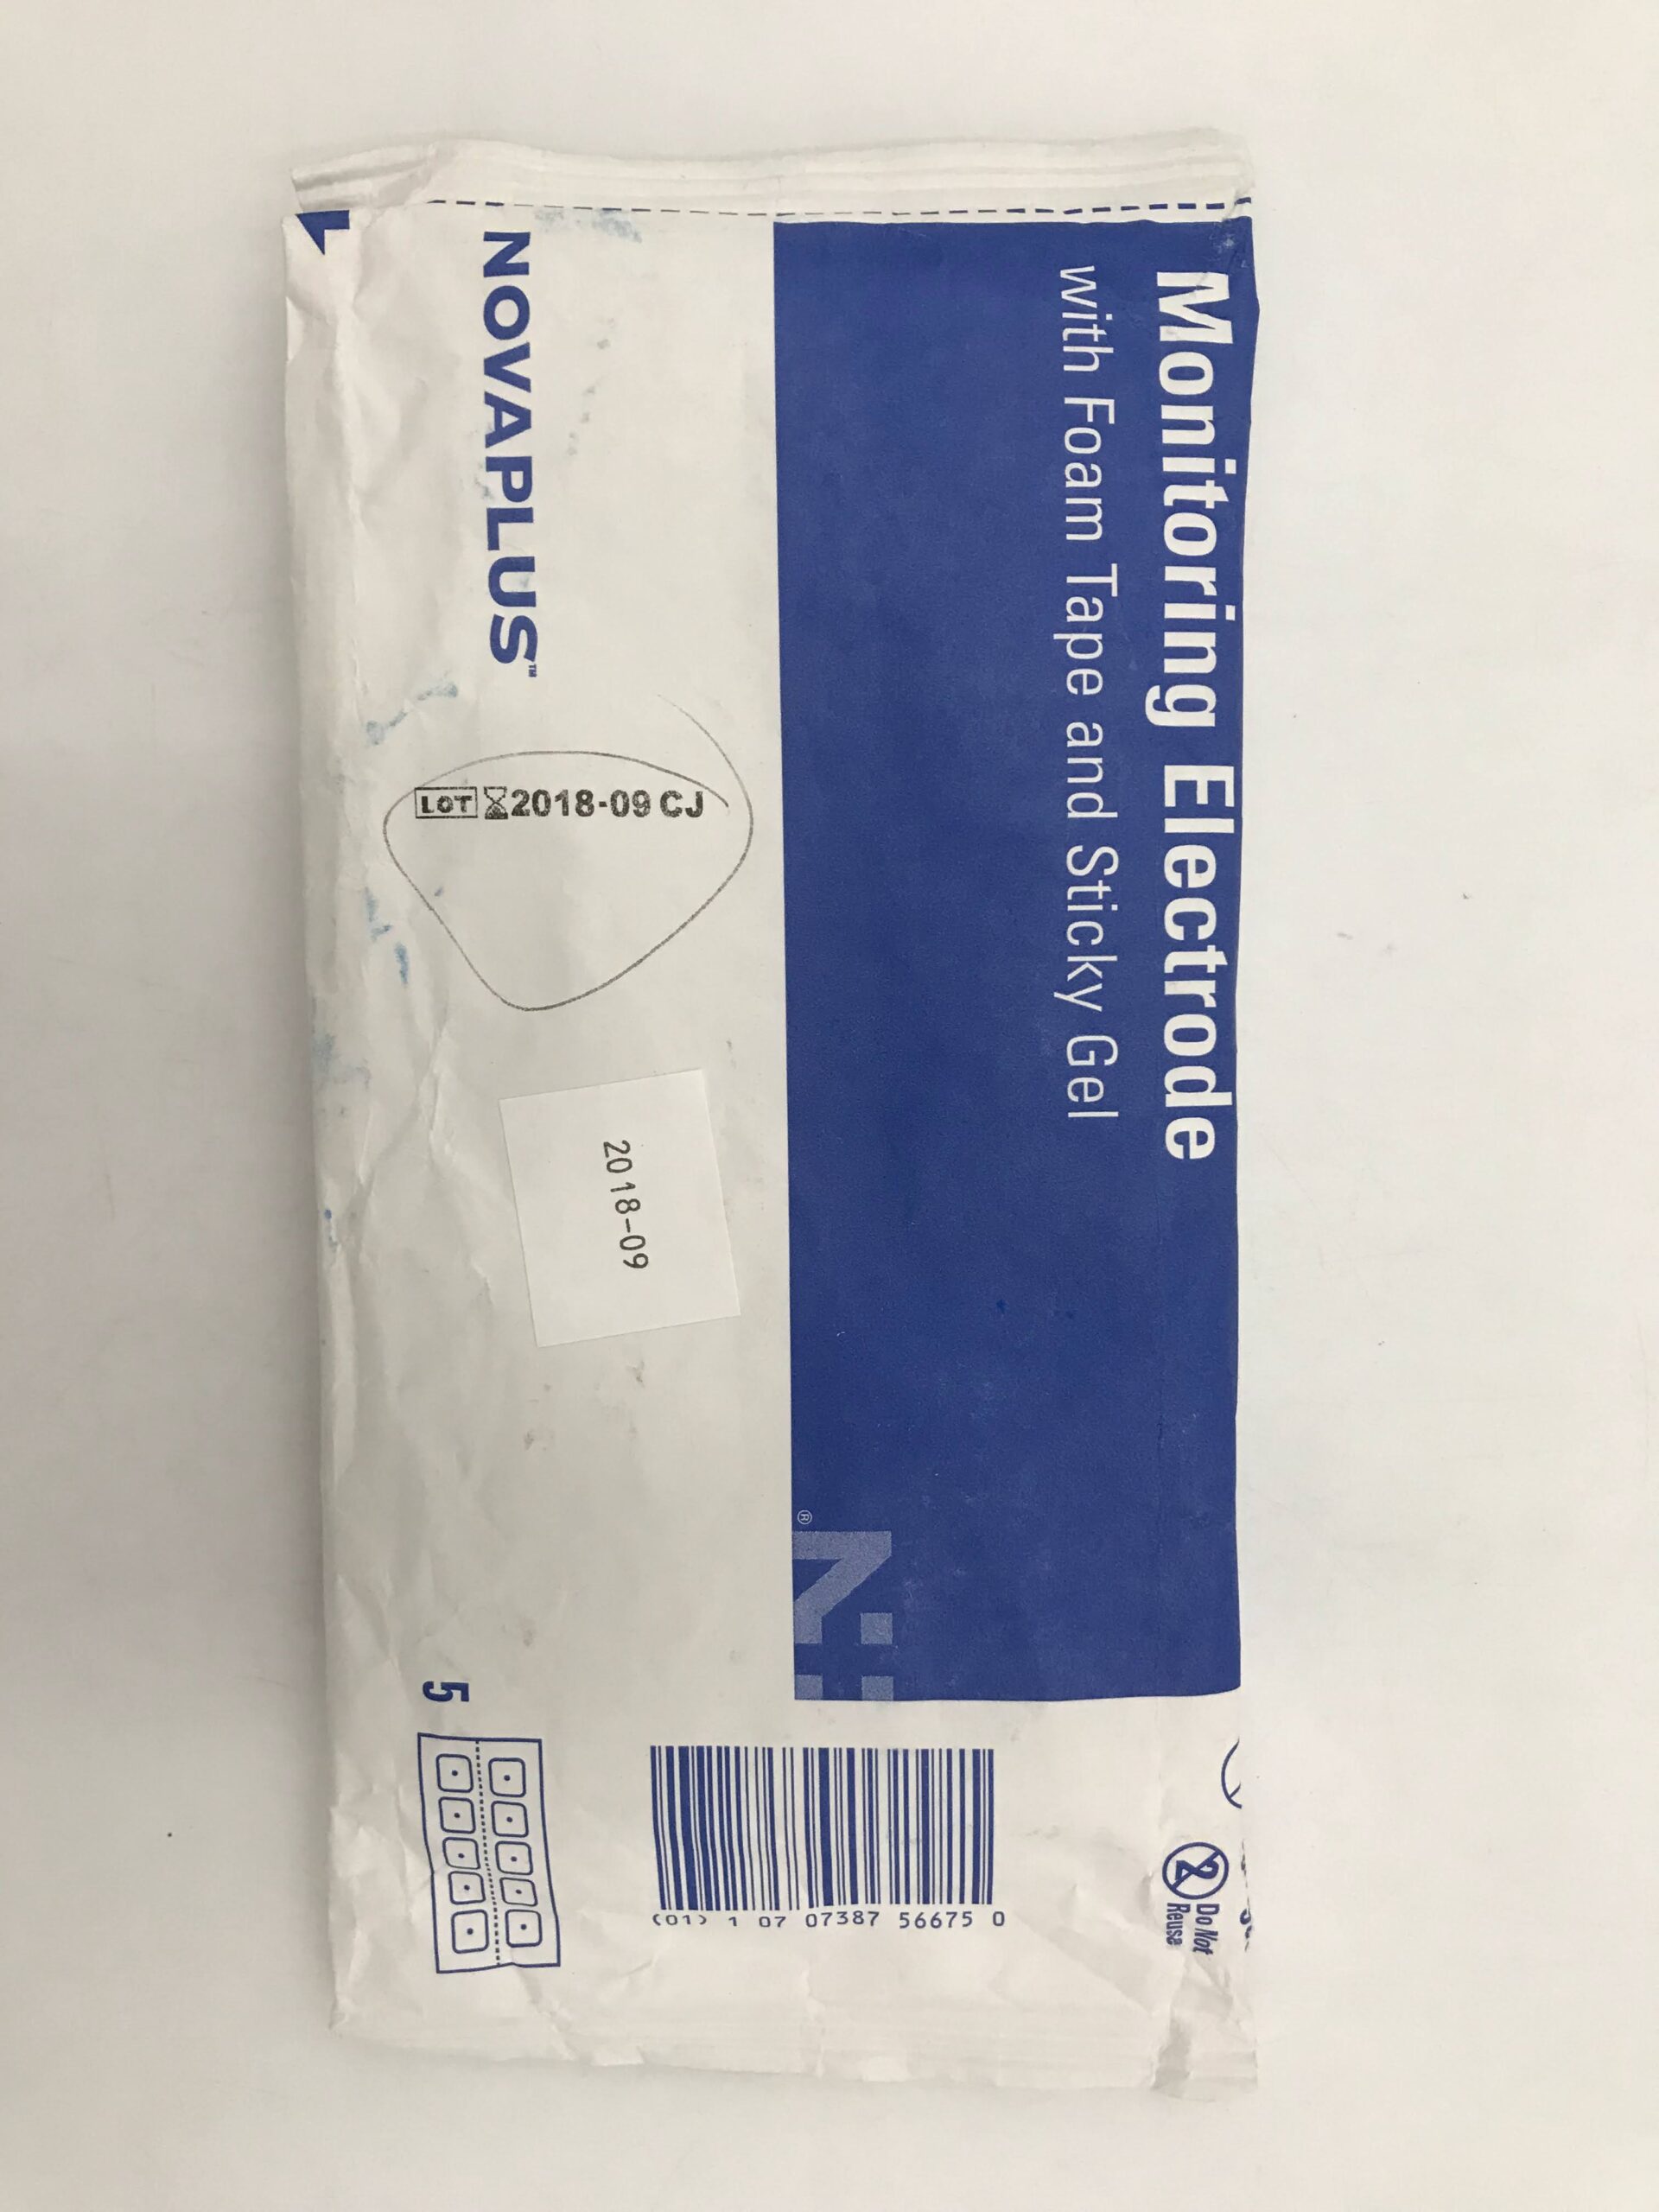 Monitoring Electrode
with Foam Tape and Sticky Gel
®
NOVAPLUS™
LOT 2018-09 CJ
2018-09
5
(01) 1 07 07387 56675 0
2
Do Not
Reuse